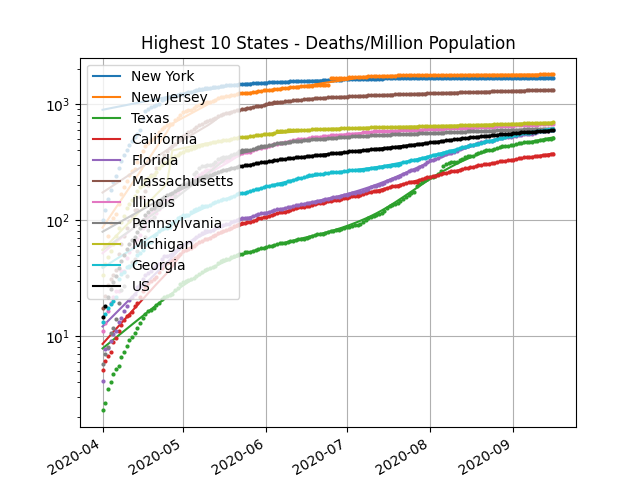 Highest 10 States - Deaths/Million Population
New York
New Jersey
Texas
California
Florida
Massachusetts
Illinois
Pennsylvania
Michigan
Georgia
US
10³
10²
10¹
2020-04
2020-05
2020-06
2020-07
2020-08
2020-09